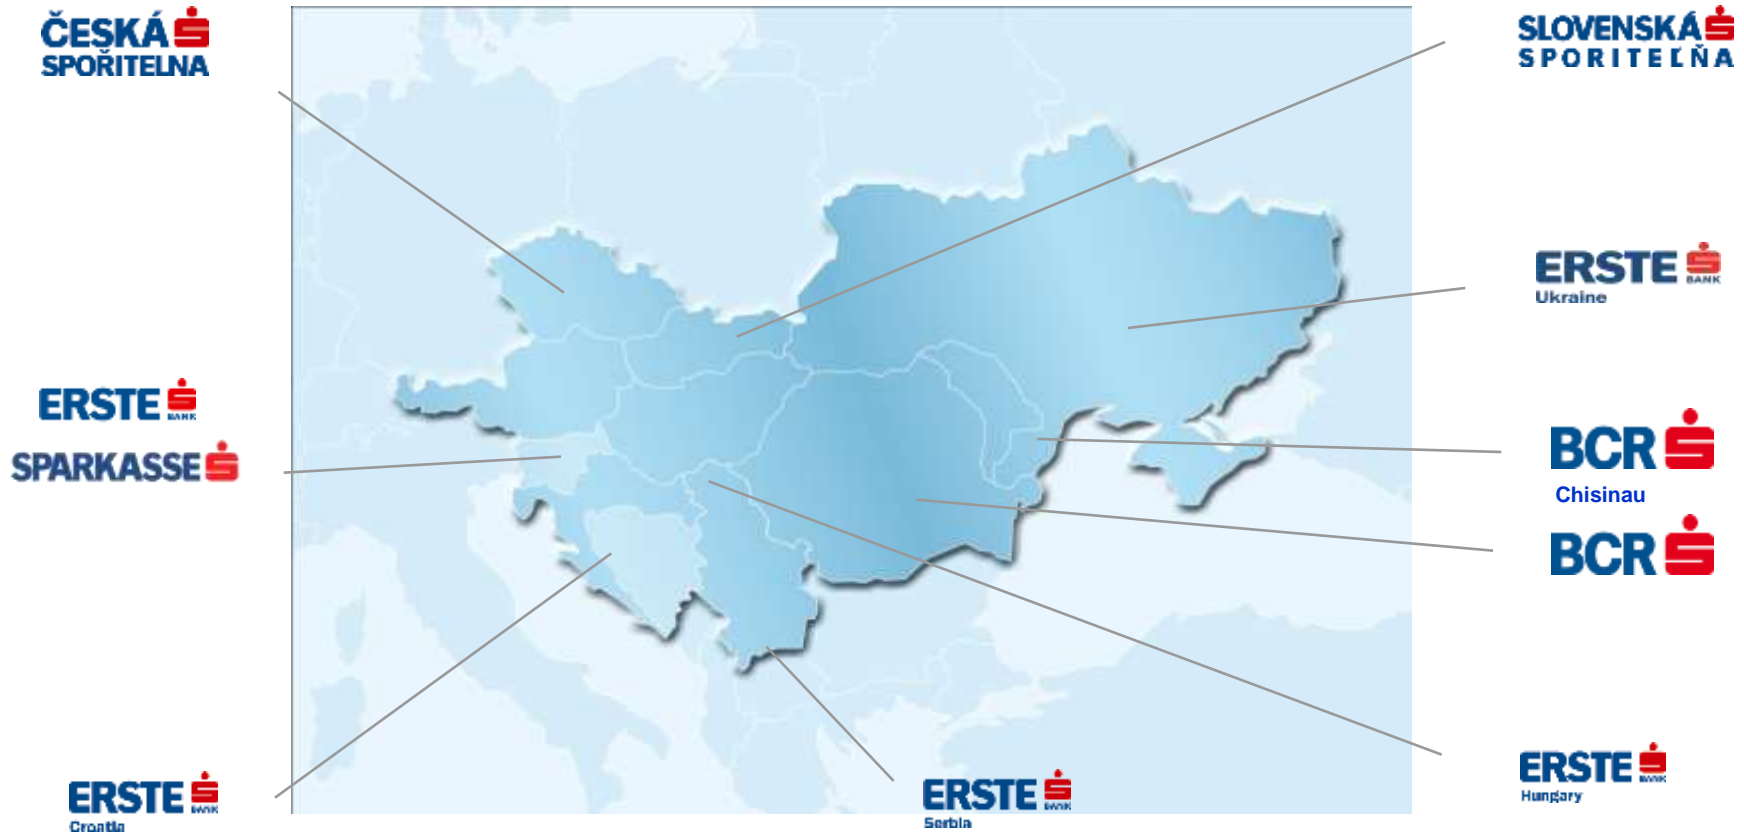 ČESKÁ
SPOŘITELNA
SLOVENSKÁ
SPORITEĽŇA
ERSTE
BANK
Ukraine
ERSTE
BANK
SPARKASSE
BCR
Chisinau
BCR
ERSTE
BANK
Croatia
ERSTE
BANK
Serbia
ERSTE
BANK
Hungary